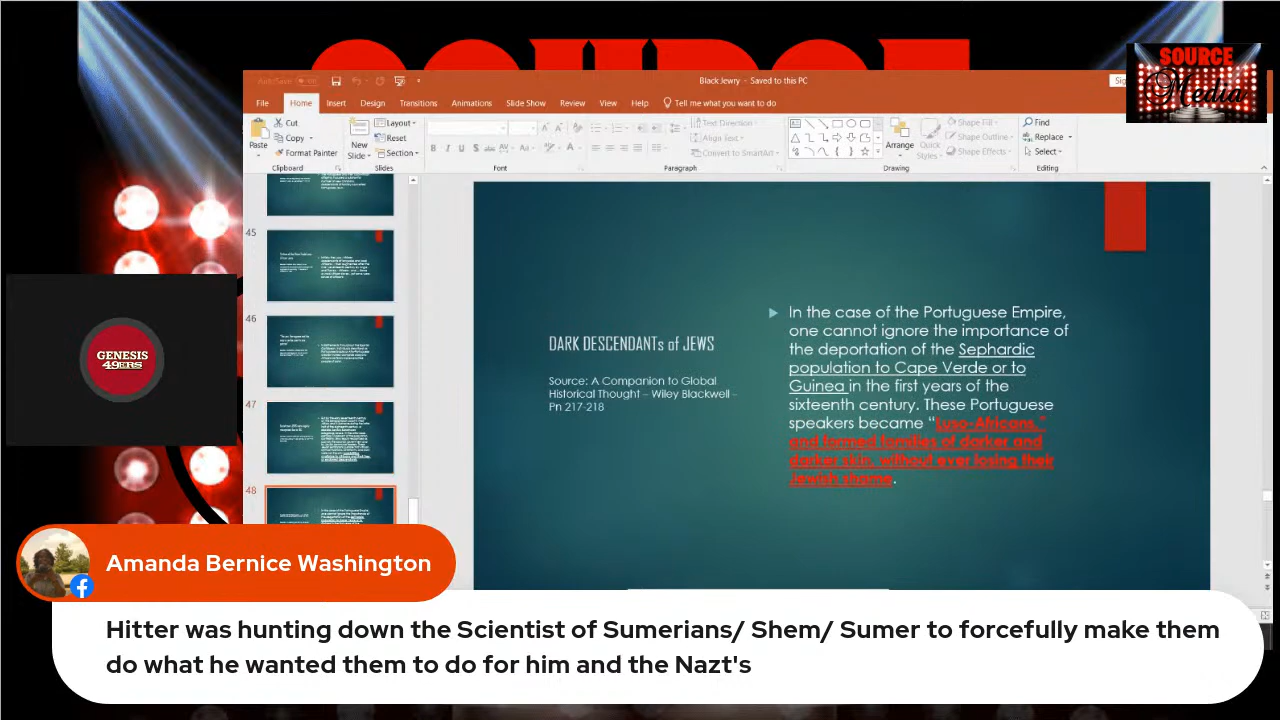 SOURCE
Media
AutoSave
Black Jewry - Saved to this PC
File Home Insert Design Transitions Animations Slide Show Review View Help Tell me what you want to do
Paste
Cut
Copy
Format Painter
Clipboard
New
Slide
Layout
Reset
Section
Slides
Font
Text Direction
Align Text
Convert to SmartArt
Paragraph
Arrange
Quick
Styles
Shape Fill
Shape Outline
Shape Effects
Drawing
Find
Replace
Select
Editing
45
46
47
48
GENESIS
49ERS
DARK DESCENDANTs of JEWS
Source: A Companion to Global
Historical Thought – Wiley Blackwell –
Pn 217-218
In the case of the Portuguese Empire,
one cannot ignore the importance of
the deportation of the Sephardic
population to Cape Verde or to
Guinea in the first years of the
sixteenth century. These Portuguese
speakers became “Luso-Africans,”
and formed families of darker and
darker skin, without ever losing their
Jewish shame.
Amanda Bernice Washington
Hitter was hunting down the Scientist of Sumerians/ Shem/ Sumer to forcefully make them
do what he wanted them to do for him and the Nazt's